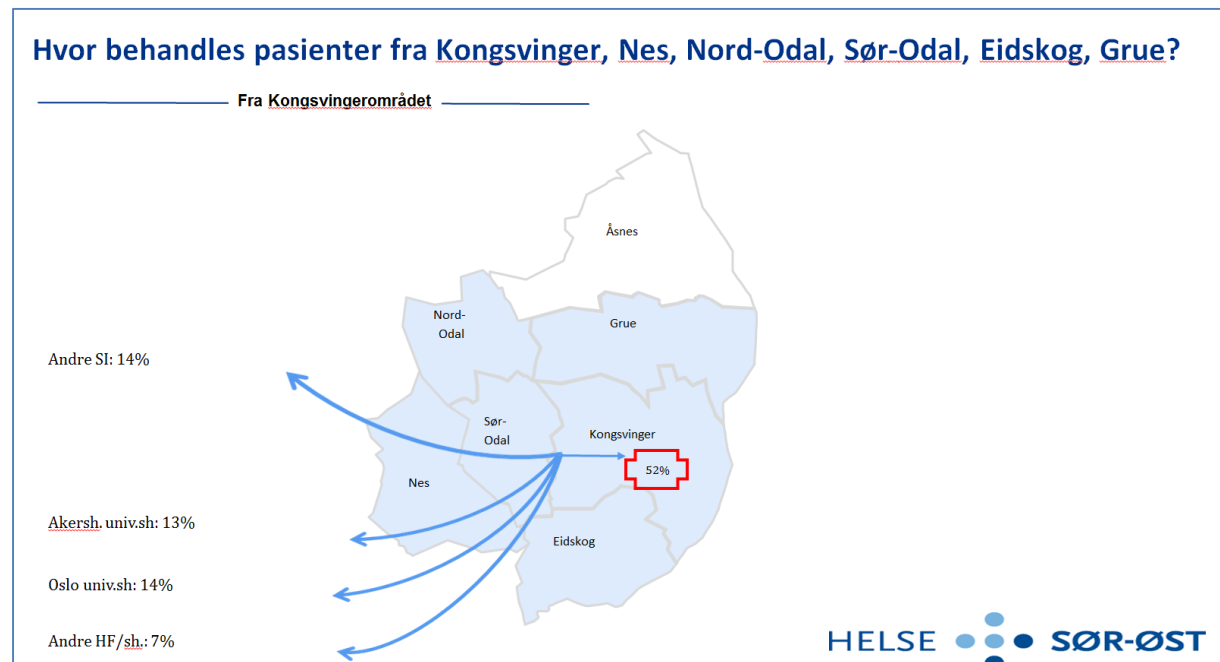 Hvor behandles pasienter fra Kongsvinger, Nes, Nord-Odal, Sør-Odal, Eidskog, Grue?
Fra Kongsvingerområdet
Åsnes
Nord-
Odal
Grue
Andre SI: 14%
Sør-
Odal
Kongsvinger
52%
Nes
Akersh. univ.sh: 13%
Eidskog
Oslo univ.sh: 14%
Andre HF/sh.: 7%
HELSE SØR-ØST